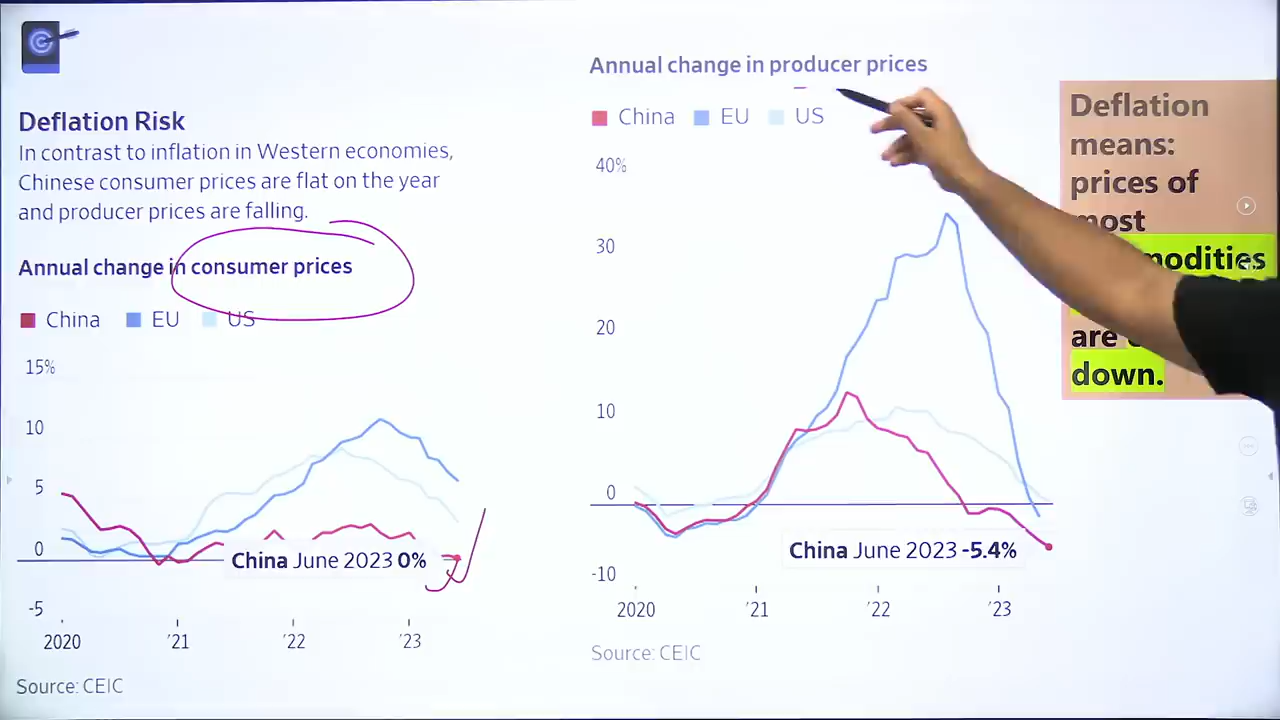 Deflation Risk
In contrast to inflation in Western economies,
Chinese consumer prices are flat on the year
and producer prices are falling.
Annual change in consumer prices
China EU US
15%
10
5
0
-5
China June 2023 0%
2020 '21 '22 '23
Source: CEIC
Annual change in producer prices
China EU US
40%
30
20
10
0
-10
China June 2023 -5.4%
2020 '21 '22 '23
Source: CEIC
Deflation
means:
prices of
most
are
down.